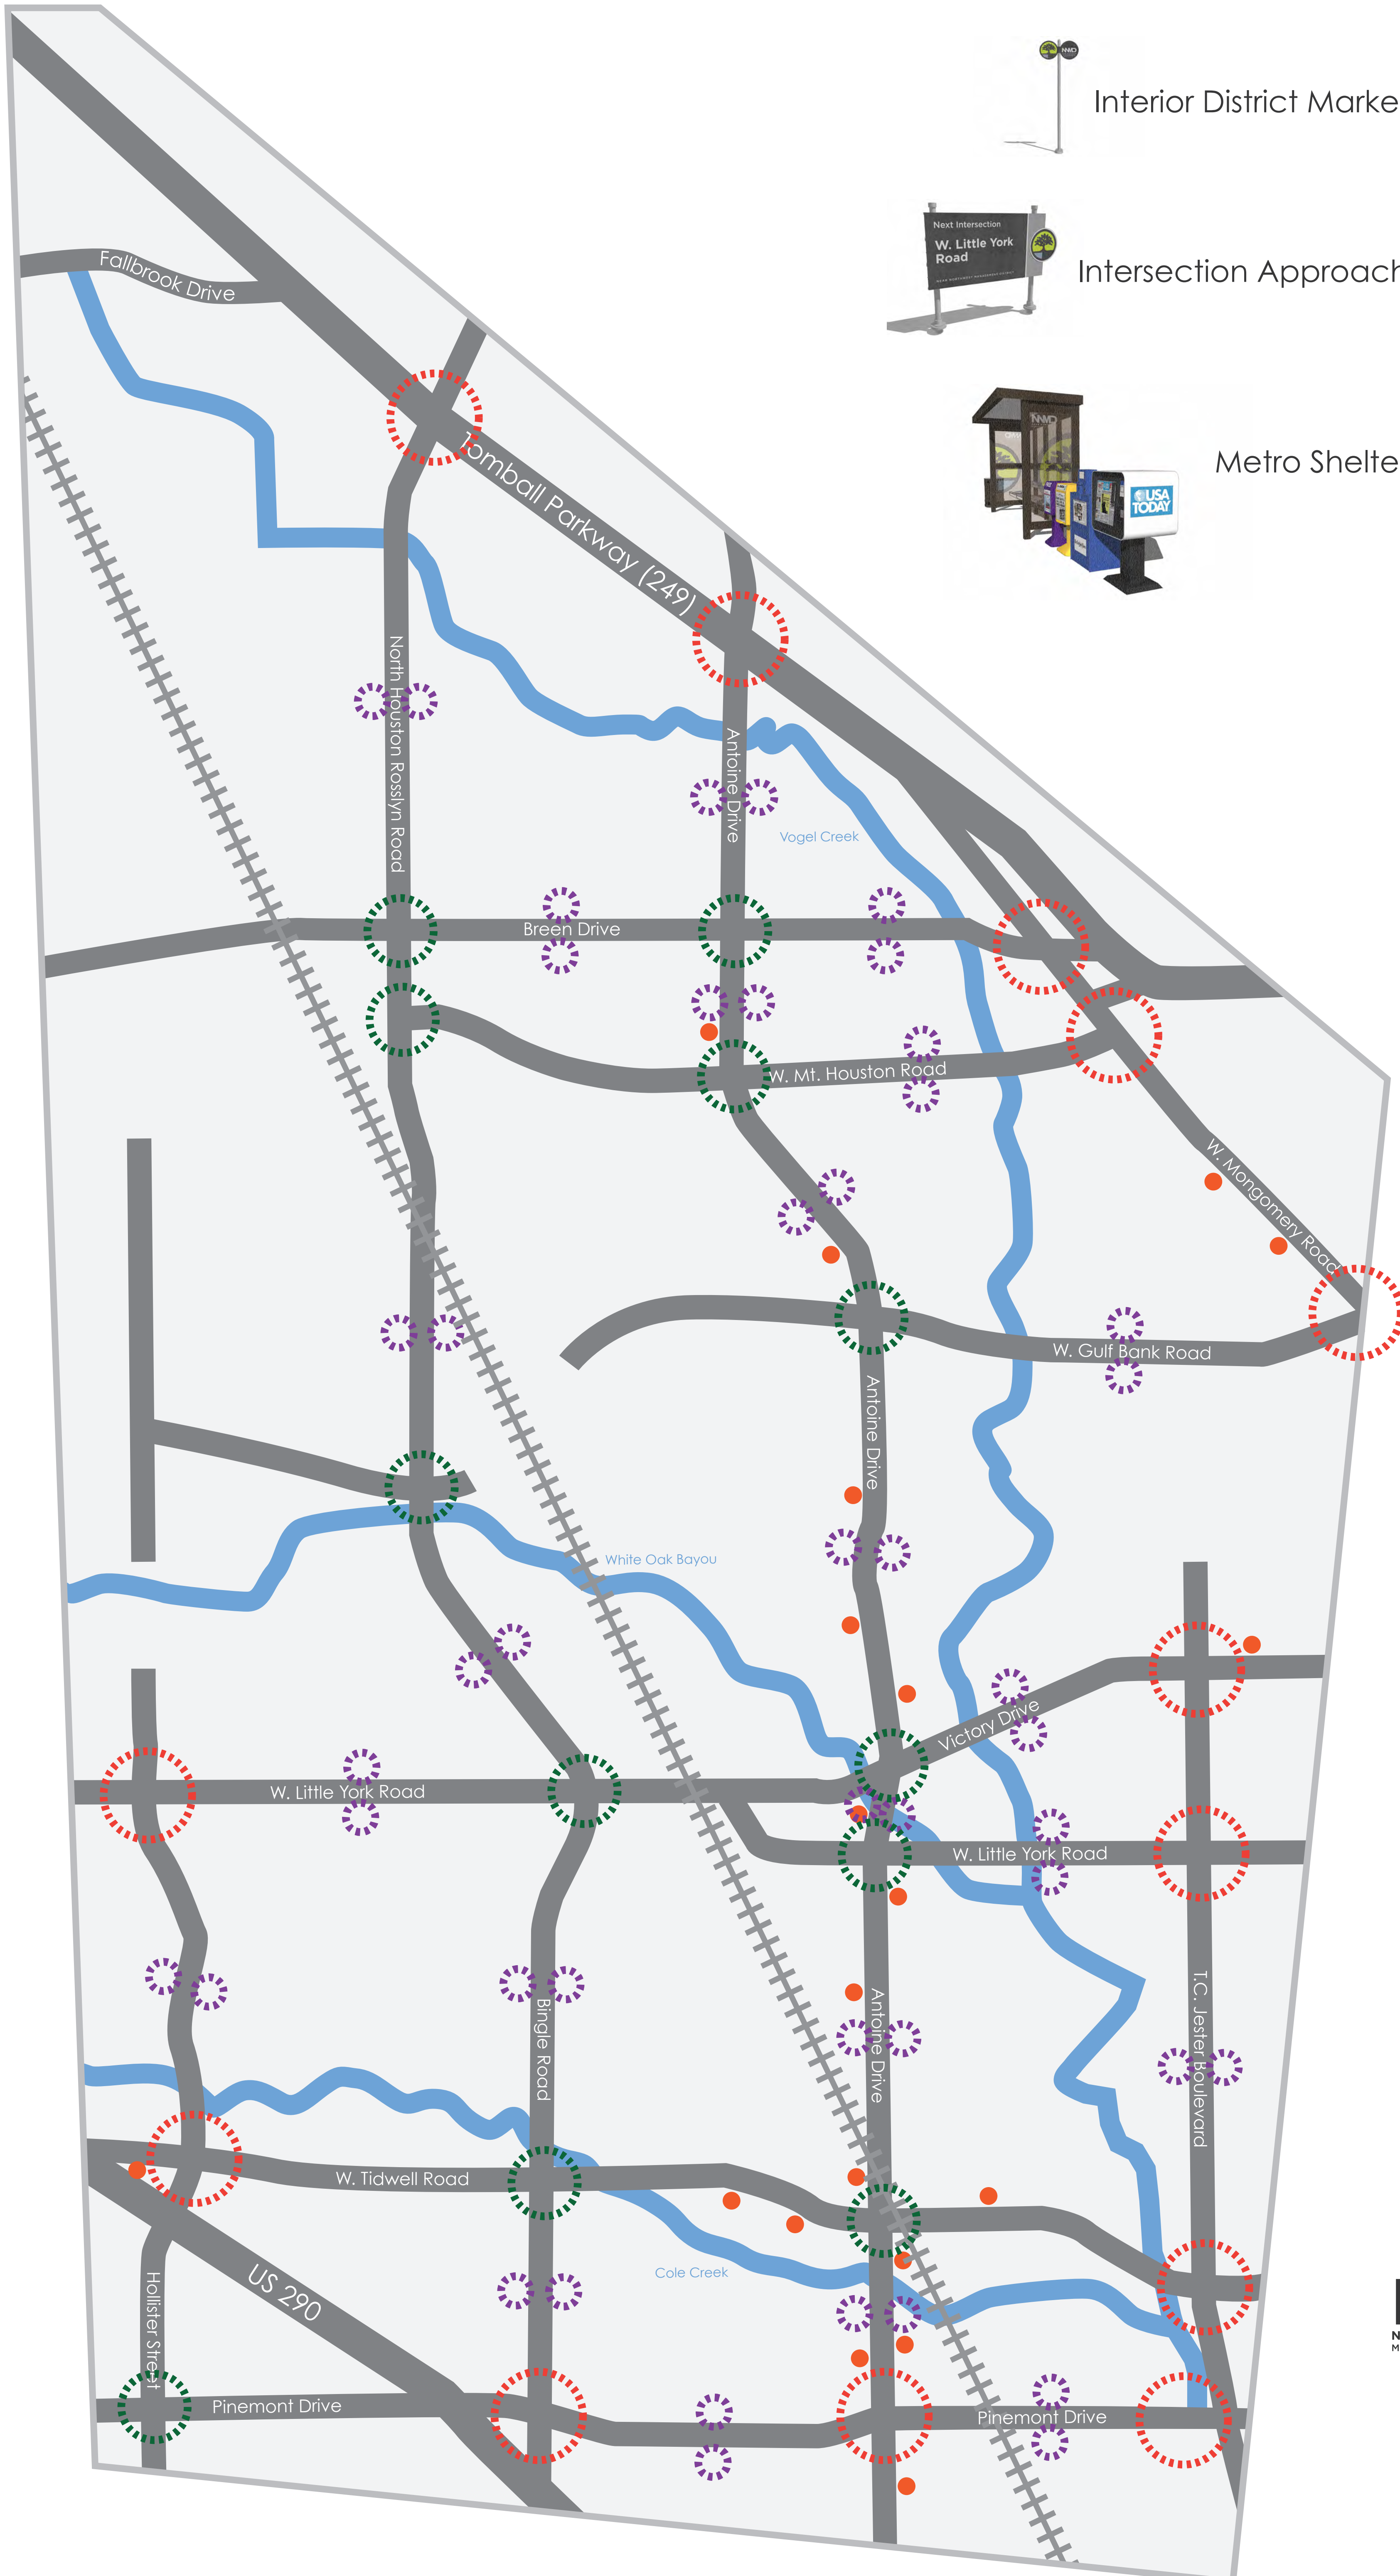 Interior District Marke
NWD
Next Intersection
W. Little York
Road
Intersection Approach
Metro Shelte
USA
TODAY
Fallbrook Drive
Tomball Parkway (249)
North Houston Rosslyn Road
Antoine Drive
Vogel Creek
Breen Drive
W. Mt. Houston Road
W. Mongomery Road
W. Gulf Bank Road
Antoine Drive
White Oak Bayou
Victory Drive
W. Little York Road
W. Little York Road
T.C. Jester Boulevard
Antoine Drive
Bingle Road
W. Tidwell Road
Cole Creek
US 290
Hollister Street
Pinemont Drive
Pinemont Drive
N
M